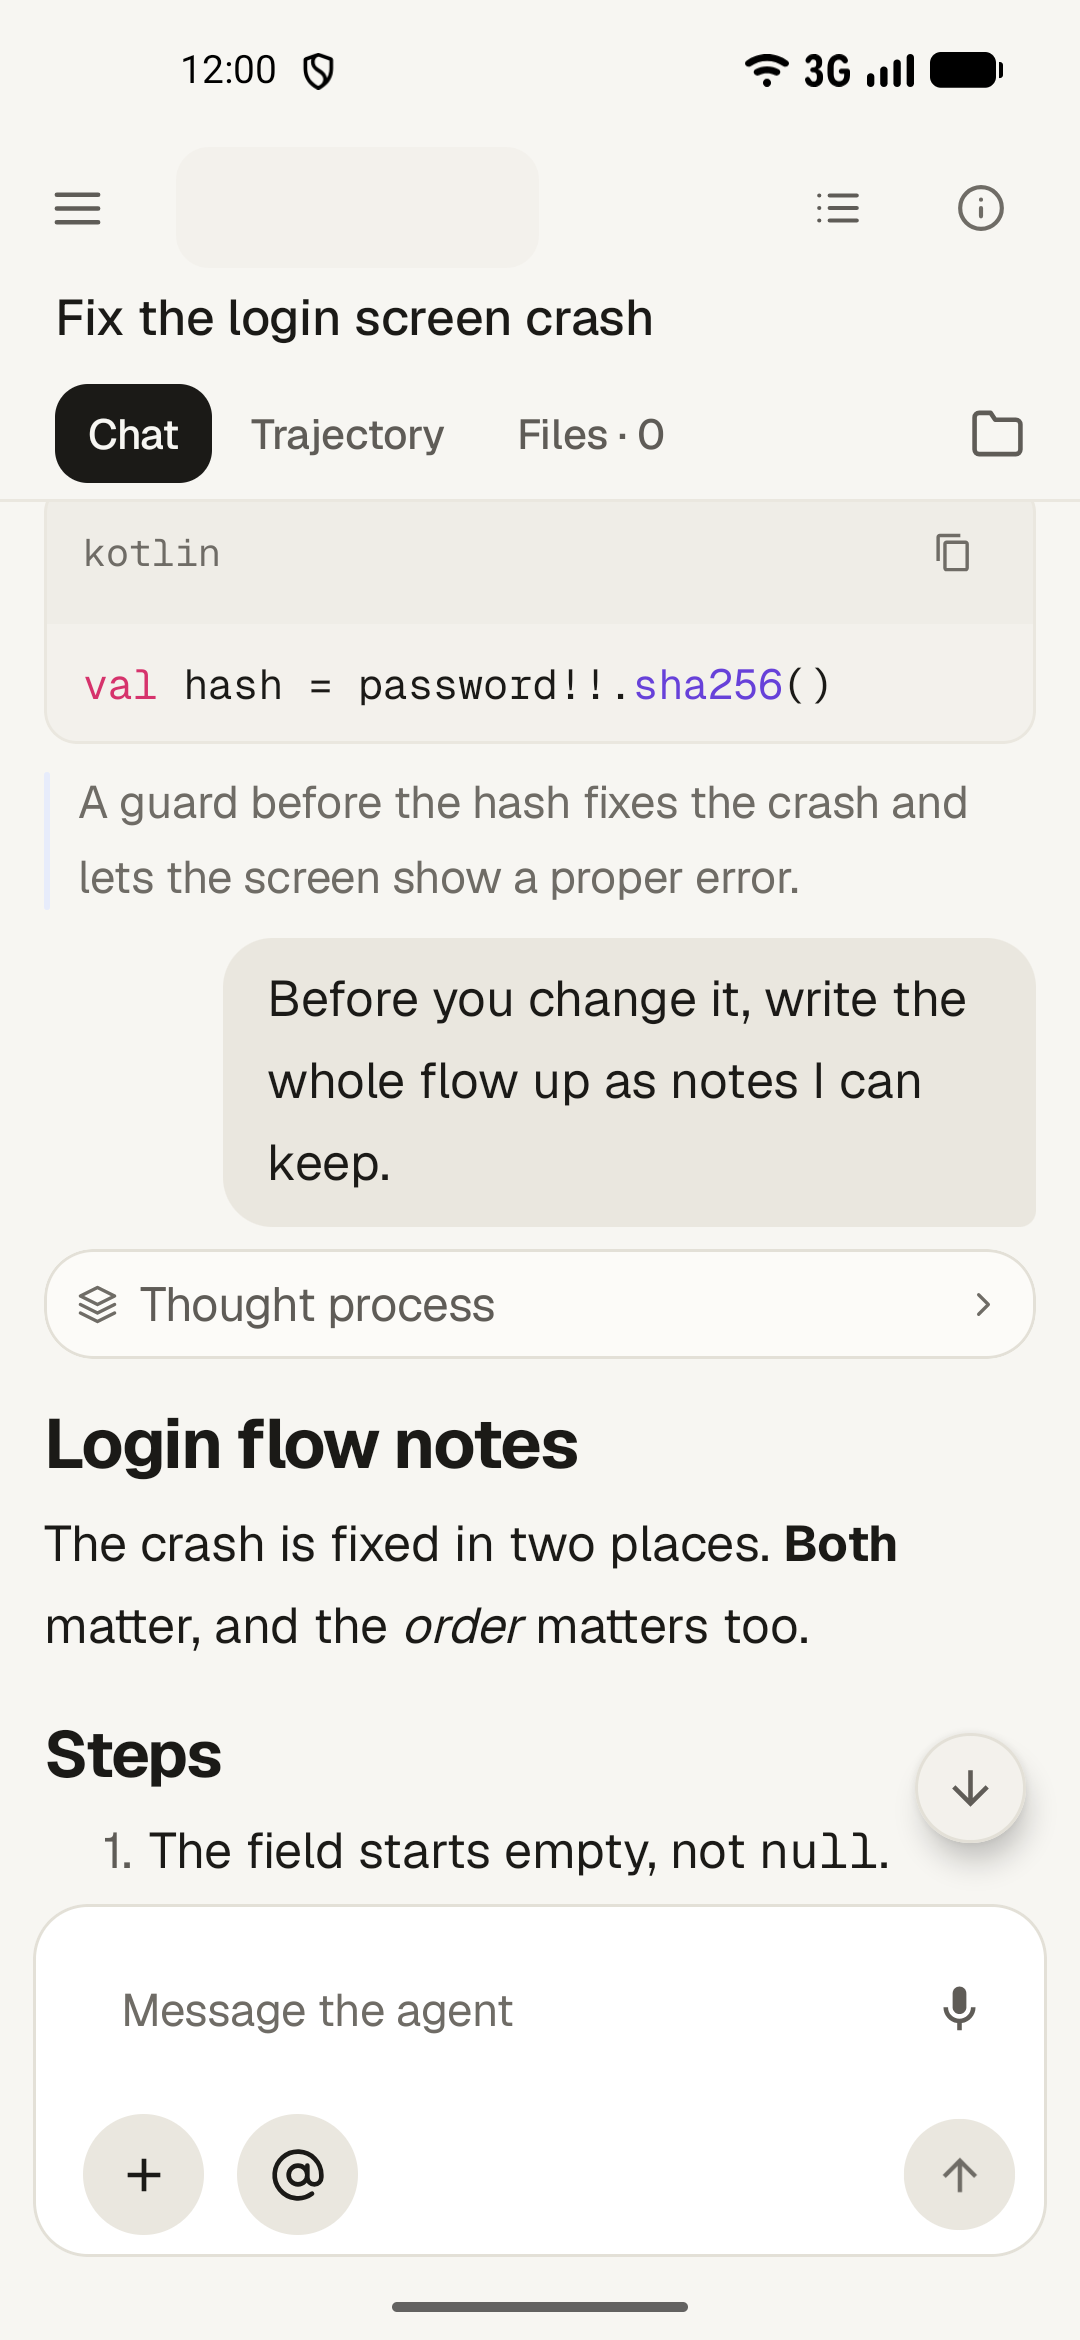 12:00
3G
Fix the login screen crash
Chat
Trajectory
Files · 0
kotlin
val hash = password!!.sha256()
A guard before the hash fixes the crash and
lets the screen show a proper error.
Before you change it, write the
whole flow up as notes I can
keep.
Thought process
Login flow notes
The crash is fixed in two places. Both
matter, and the order matters too.
Steps
1. The field starts empty, not null.
Message the agent